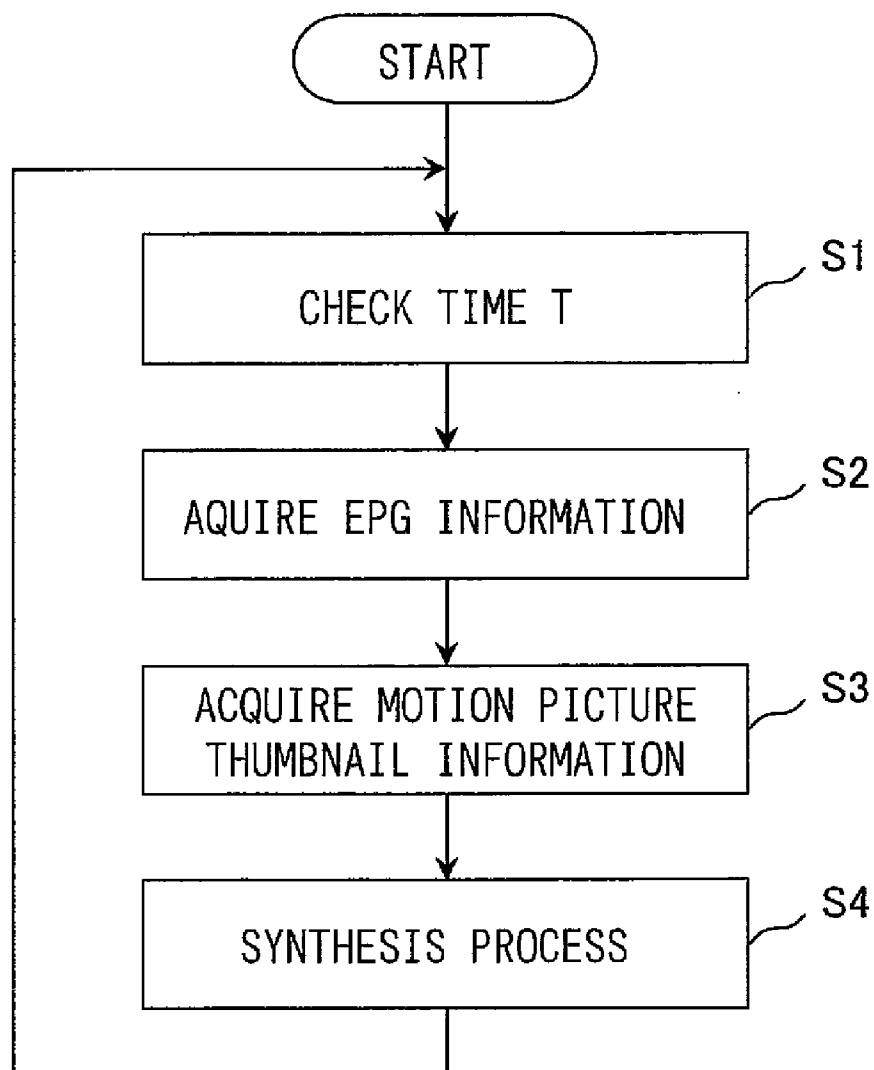 START
CHECK TIME T
S1
AQUIRE EPG INFORMATION
S2
ACQUIRE MOTION PICTURE
THUMBNAIL INFORMATION
S3
SYNTHESIS PROCESS
S4